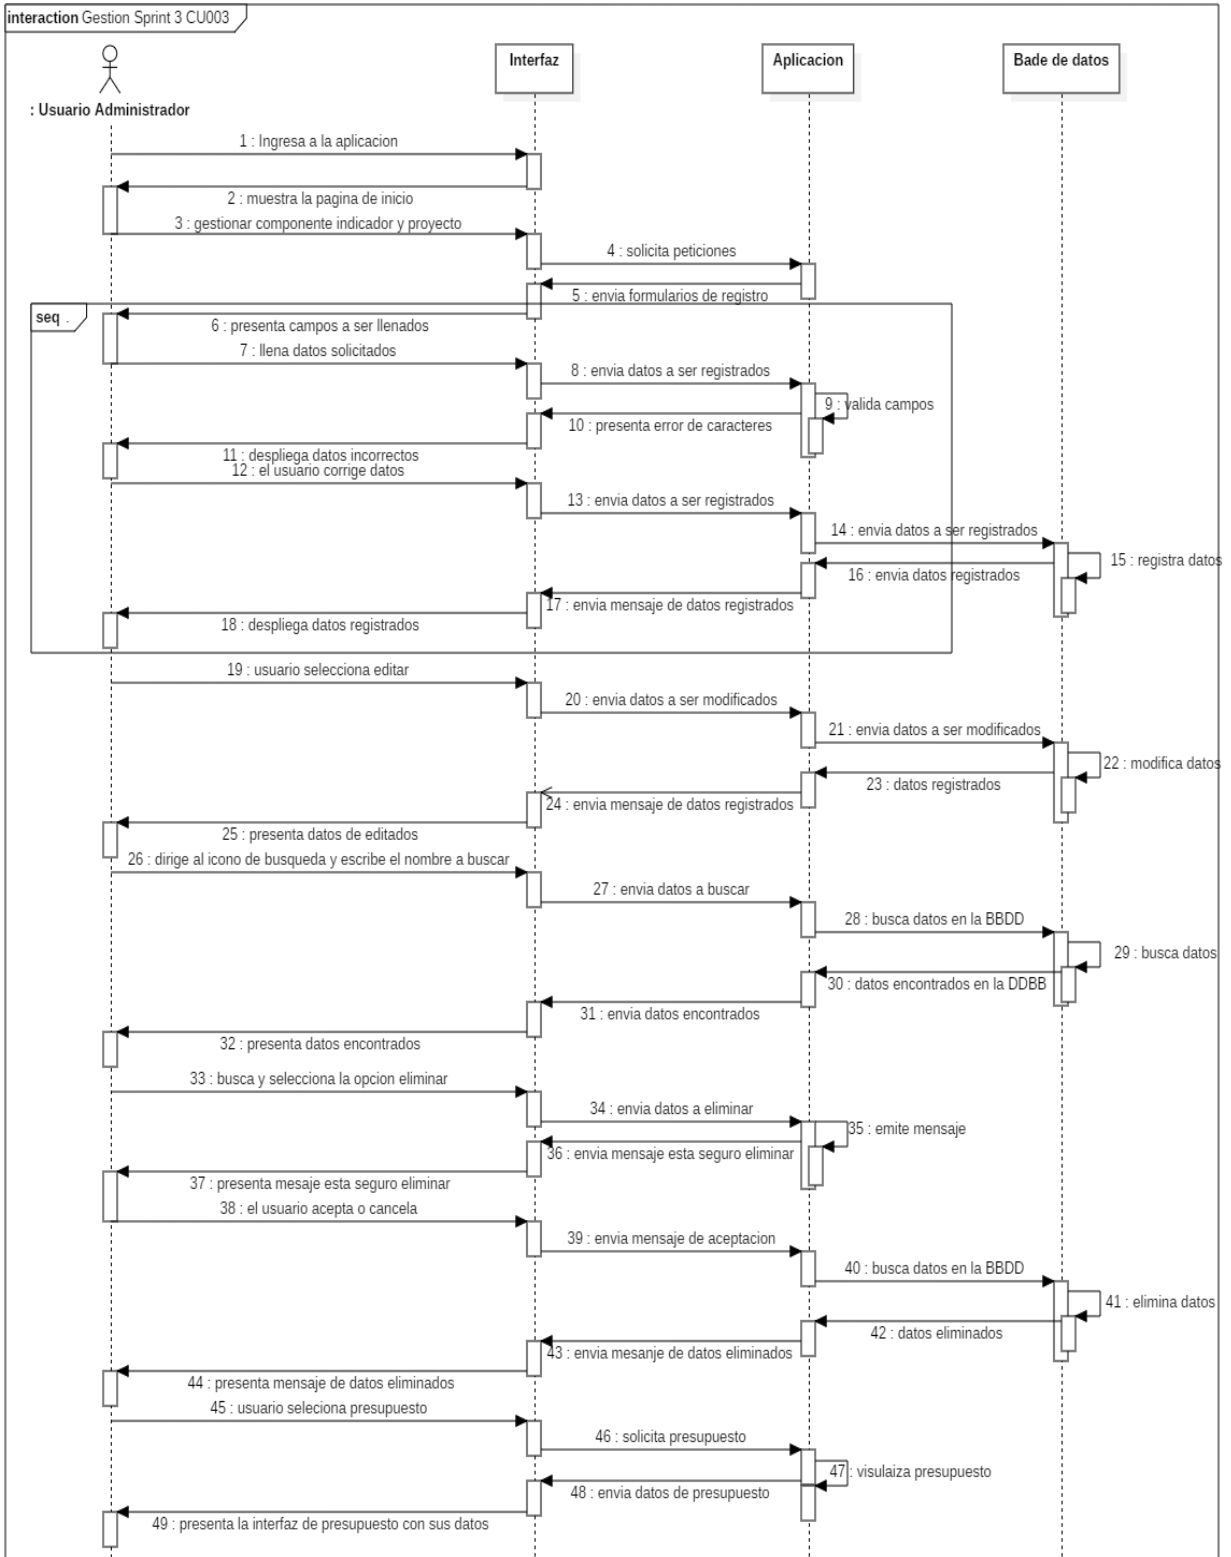 interaction Gestion Sprint 3 CU003
Interfaz
Aplicacion
Bade de datos
: Usuario Administrador
1 : Ingresa a la aplicacion
2 : muestra la pagina de inicio
3 : gestionar componente indicador y proyecto
4 : solicita peticiones
5 : envia formularios de registro
seq .
6 : presenta campos a ser llenados
7 : llena datos solicitados
8 : envia datos a ser registrados
9 : valida campos
10 : presenta error de caracteres
11 : despliega datos incorrectos
12 : el usuario corrige datos
13 : envia datos a ser registrados
14 : envia datos a ser registrados
15 : registra datos
16 : envia datos registrados
17 : envia mensaje de datos registrados
18 : despliega datos registrados
19 : usuario selecciona editar
20 : envia datos a ser modificados
21 : envia datos a ser modificados
22 : modifica datos
23 : datos registrados
24 : envia mensaje de datos registrados
25 : presenta datos de editados
26 : dirige al icono de busqueda y escribe el nombre a buscar
27 : envia datos a buscar
28 : busca datos en la BBDD
29 : busca datos
30 : datos encontrados en la DDBB
31 : envia datos encontrados
32 : presenta datos encontrados
33 : busca y selecciona la opcion eliminar
34 : envia datos a eliminar
35 : emite mensaje
36 : envia mensaje esta seguro eliminar
37 : presenta mesaje esta seguro eliminar
38 : el usuario acepta o cancela
39 : envia mensaje de aceptacion
40 : busca datos en la BBDD
41 : elimina datos
42 : datos eliminados
43 : envia mesanje de datos eliminados
44 : presenta mensaje de datos eliminados
45 : usuario seleciona presupuesto
46 : solicita presupuesto
47 : visulaiza presupuesto
48 : envia datos de presupuesto
49 : presenta la interfaz de presupuesto con sus datos